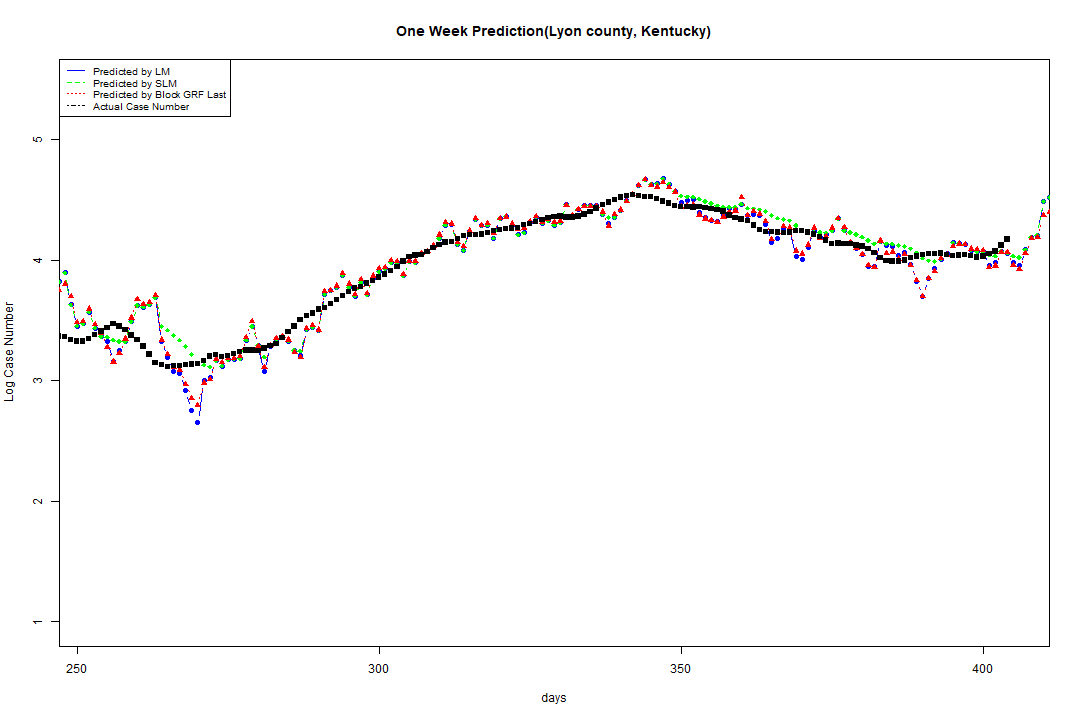 One Week Prediction(Lyon county, Kentucky)
Predicted by LM
Predicted by SLM
Predicted by Block GRF Last
Actual Case Number
5
4
3
2
1
Log Case Number
250 300 350 400
days